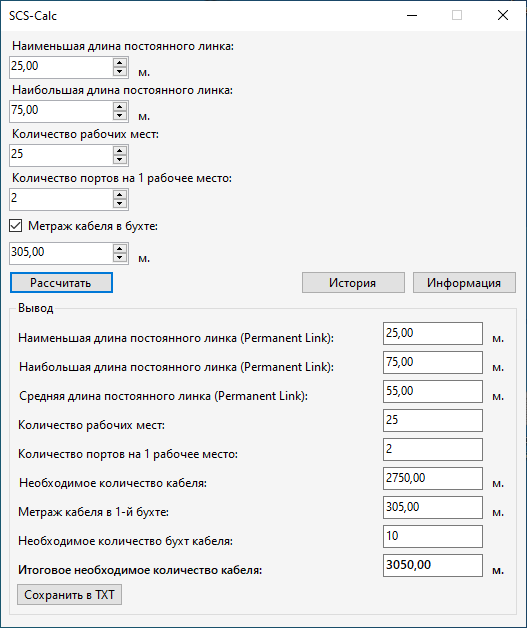 SCS-Calc
Наименьшая длина постоянного линка:
25,00 м.
Наибольшая длина постоянного линка:
75,00 м.
Количество рабочих мест:
25
Количество портов на 1 рабочее место:
2
Метраж кабеля в бухте:
305,00 м.
Рассчитать История Информация
Вывод
Наименьшая длина постоянного линка (Permanent Link): 25,00 м.
Наибольшая длина постоянного линка (Permanent Link): 75,00 м.
Средняя длина постоянного линка (Permanent Link): 55,00 м.
Количество рабочих мест: 25
Количество портов на 1 рабочее место: 2
Необходимое количество кабеля: 2750,00 м.
Метраж кабеля в 1-й бухте: 305,00 м.
Необходимое количество бухт кабеля: 10
Итоговое необходимое количество кабеля: 3050,00 м.
Сохранить в TXT